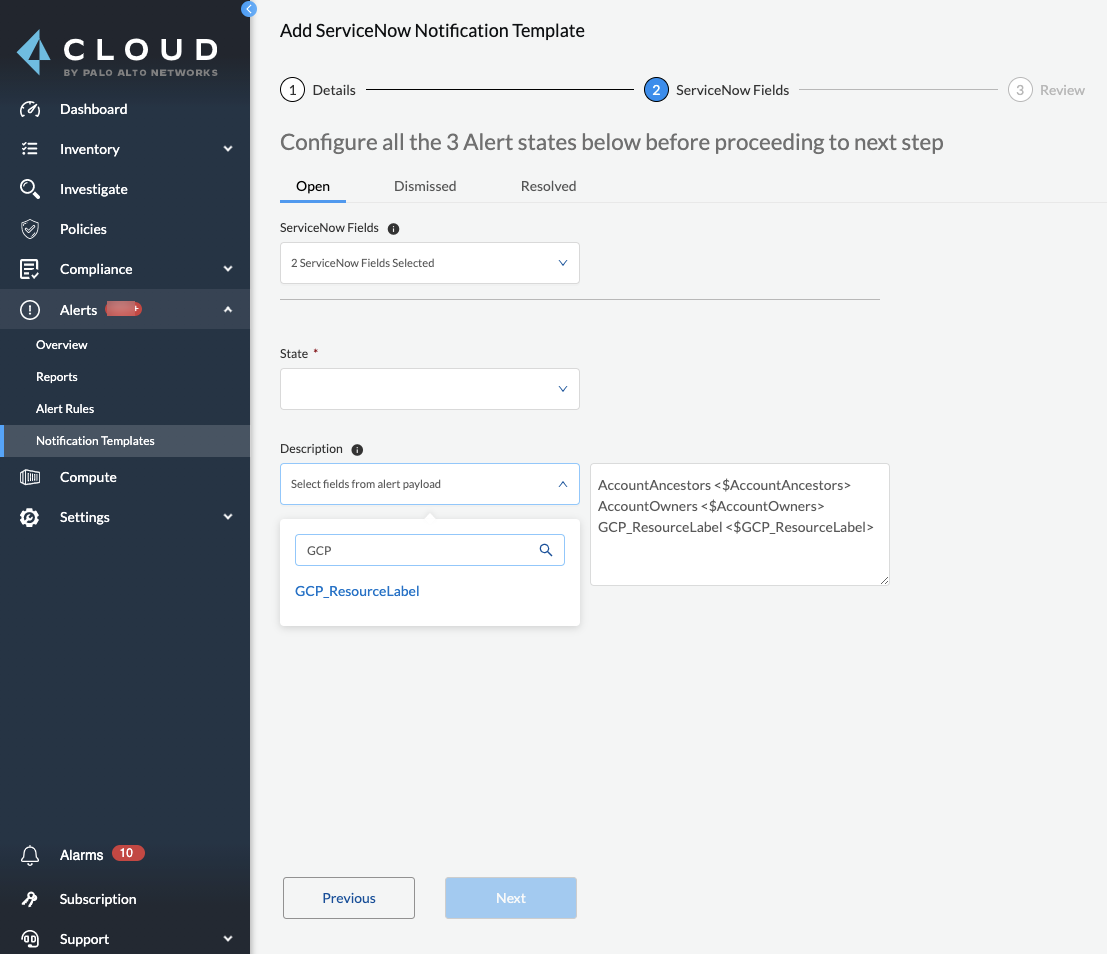 CLOUD
BY PALO ALTO NETWORKS
Dashboard
Inventory
Investigate
Policies
Compliance
Alerts
Overview
Reports
Alert Rules
Notification Templates
Compute
Settings
Alarms 10
Subscription
Support
Add ServiceNow Notification Template
1 Details 2 ServiceNow Fields 3 Review
Configure all the 3 Alert states below before proceeding to next step
Open Dismissed Resolved
ServiceNow Fields
2 ServiceNow Fields Selected
State *
Description
Select fields from alert payload
GCP
GCP_ResourceLabel
AccountAncestors <$AccountAncestors>
AccountOwners <$AccountOwners>
GCP_ResourceLabel <$GCP_ResourceLabel>
Previous Next